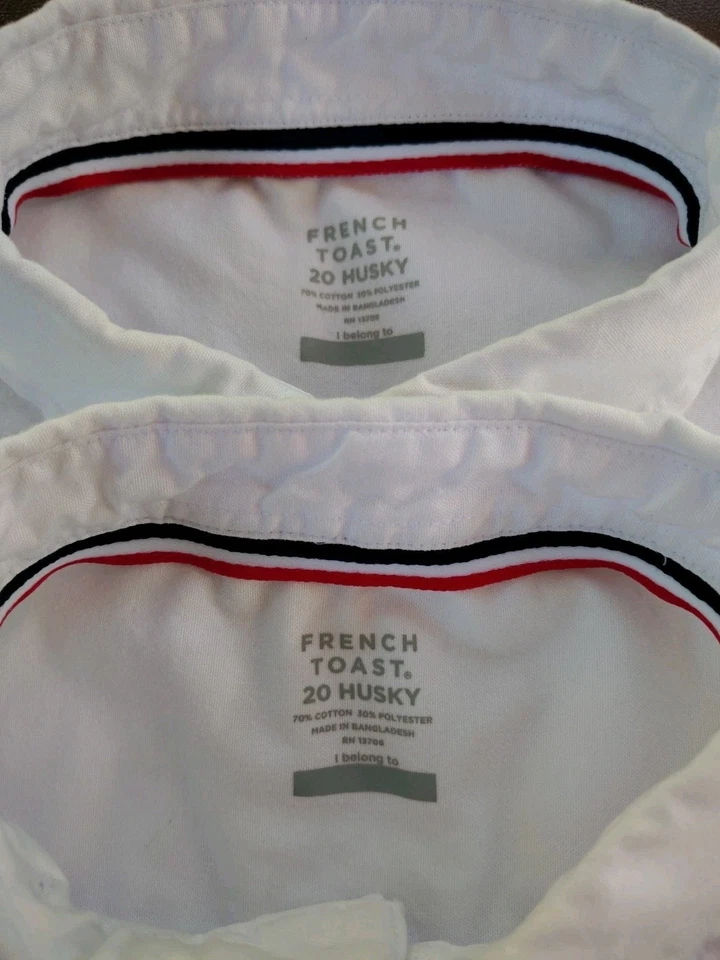 FRENCH
TOAST®
20 HUSKY
70% COTTON 30% POLYESTER
MADE IN BANGLADESH
RN 13706
I belong to
FRENCH
TOAST®
20 HUSKY
70% COTTON 30% POLYESTER
MADE IN BANGLADESH
RN 13706
I belong to